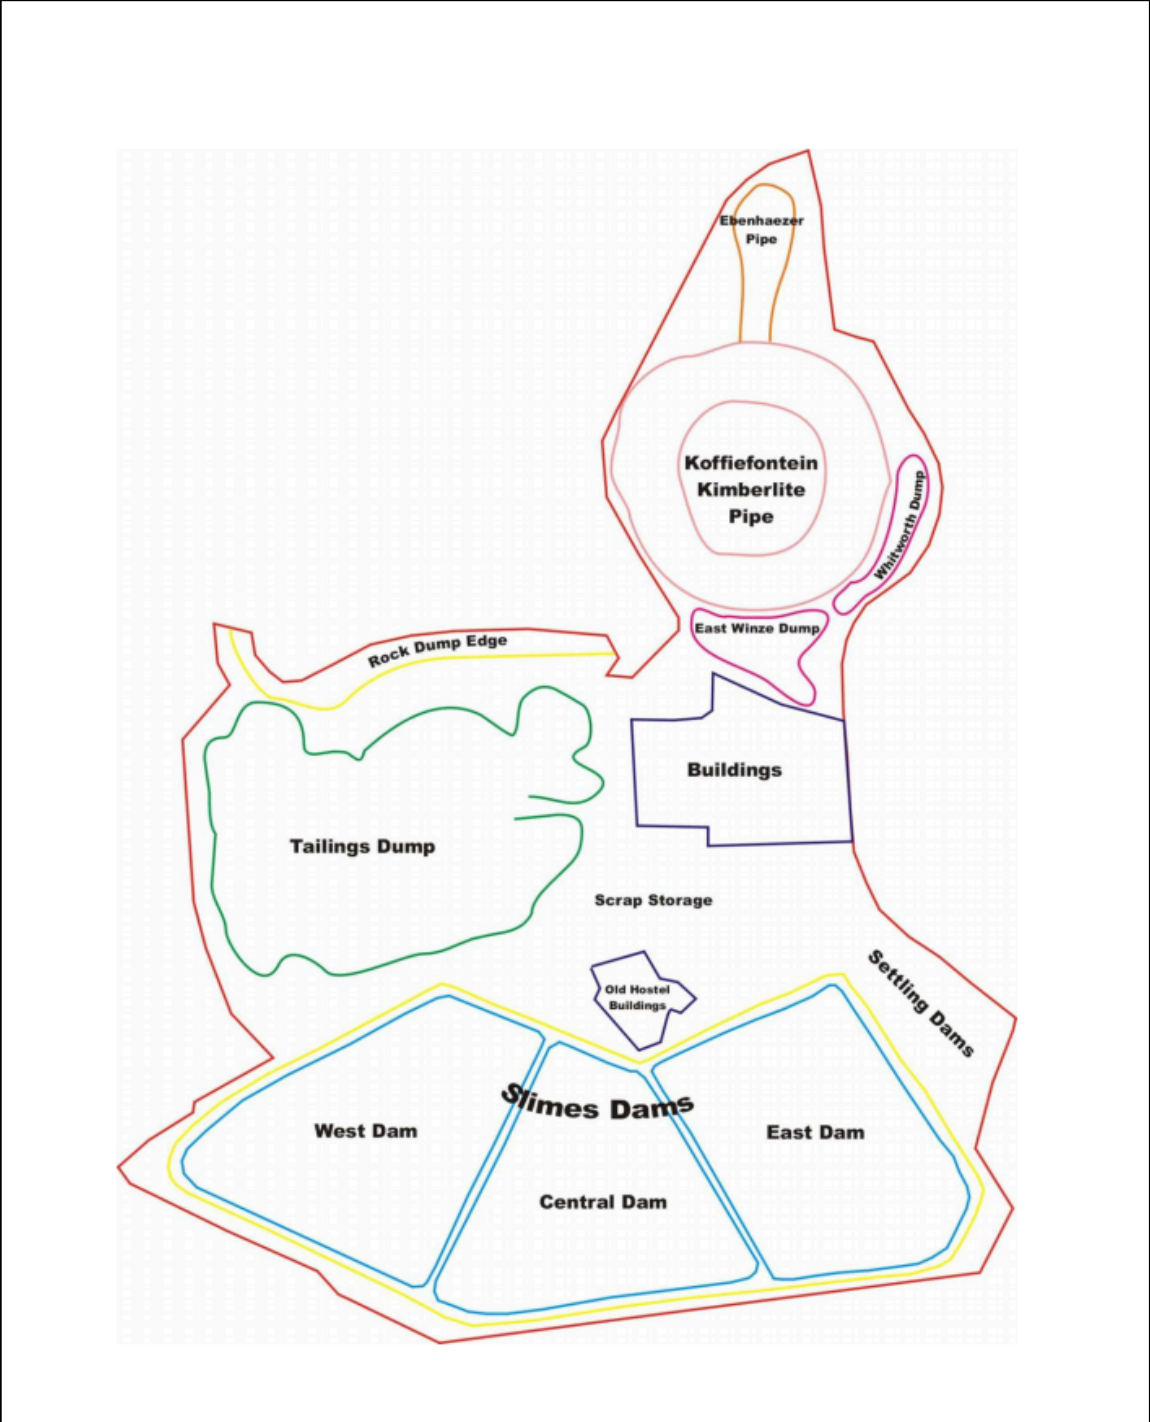 Ebenhaezer
Pipe
Koffiefontein
Kimberlite
Pipe
Whitworth Dump
East Winze Dump
Rock Dump Edge
Buildings
Tailings Dump
Scrap Storage
Settling Dams
Old Hostel
Buildings
Slimes Dams
West Dam
East Dam
Central Dam